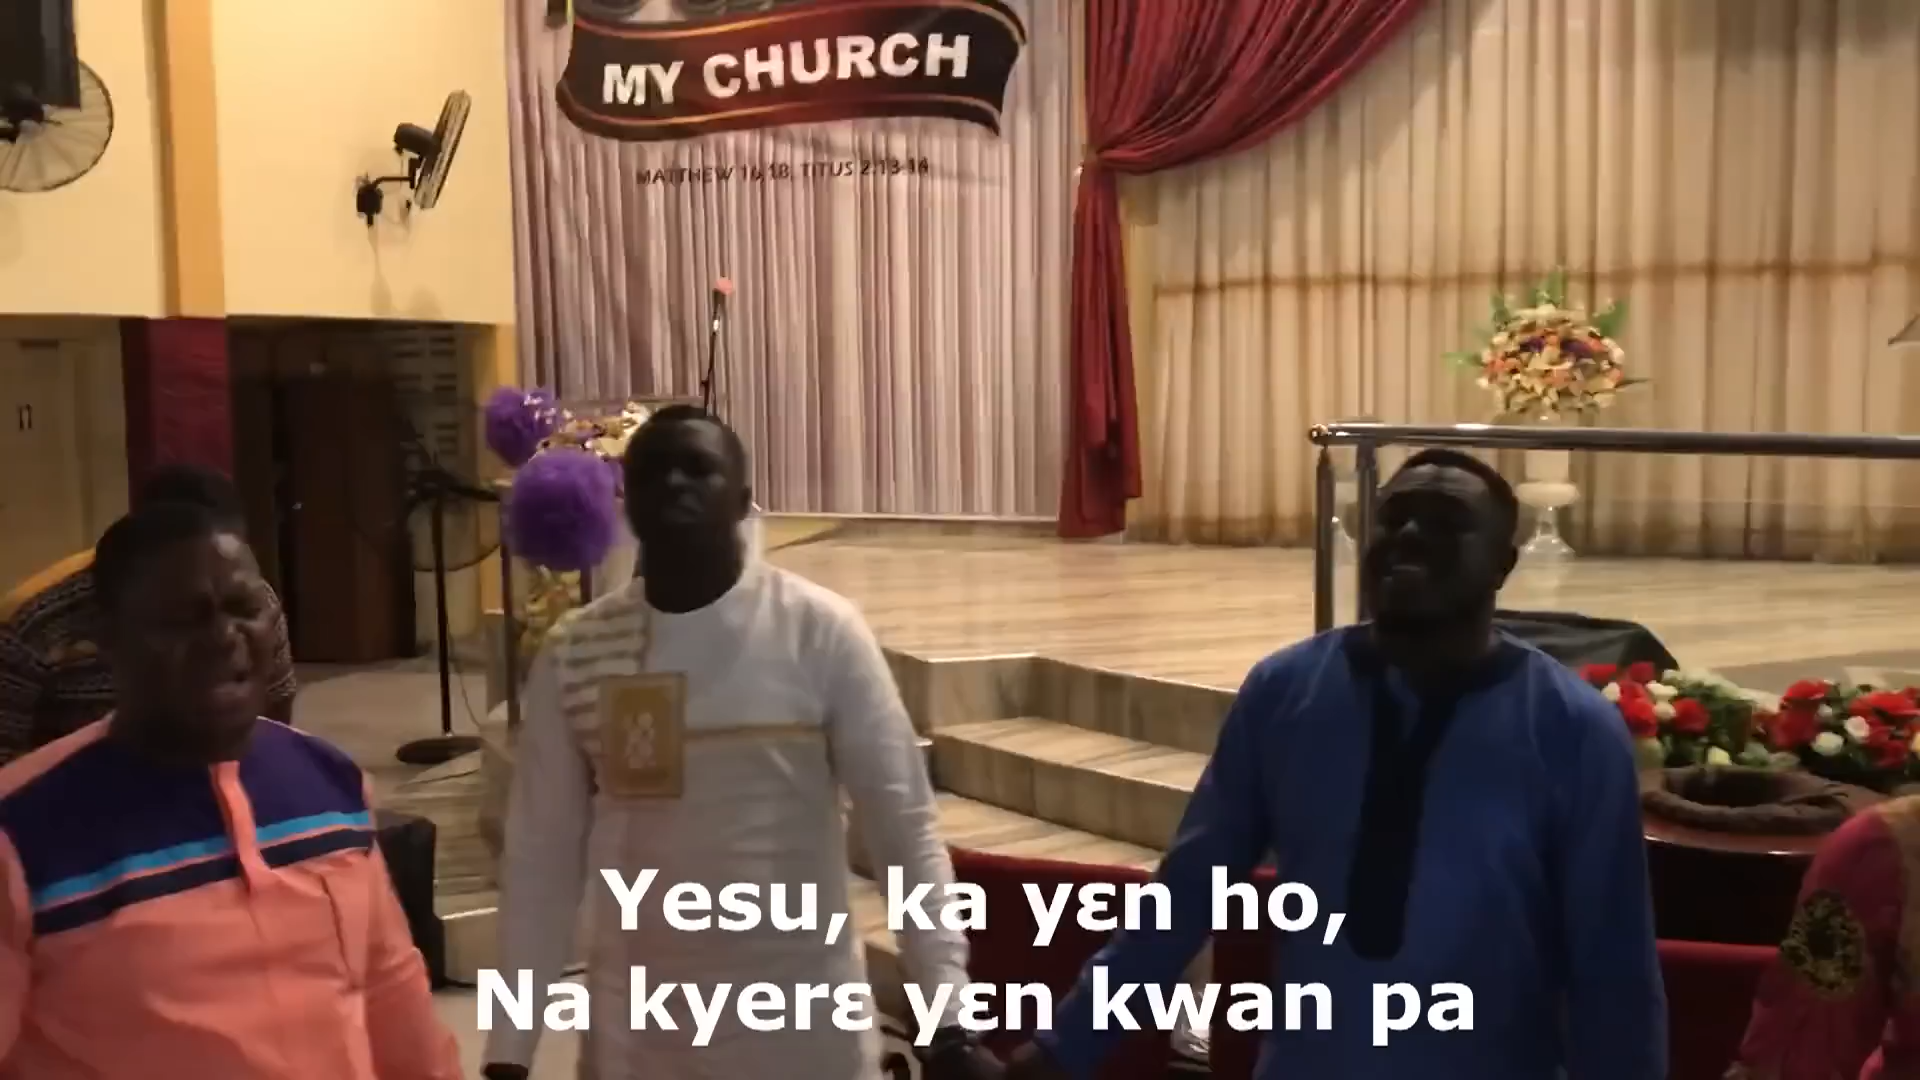 MY CHURCH
MATTHEW 16:18, TITUS 2:13-14
Yesu, ka yɛn ho,
Na kyerɛ yɛn kwan pa